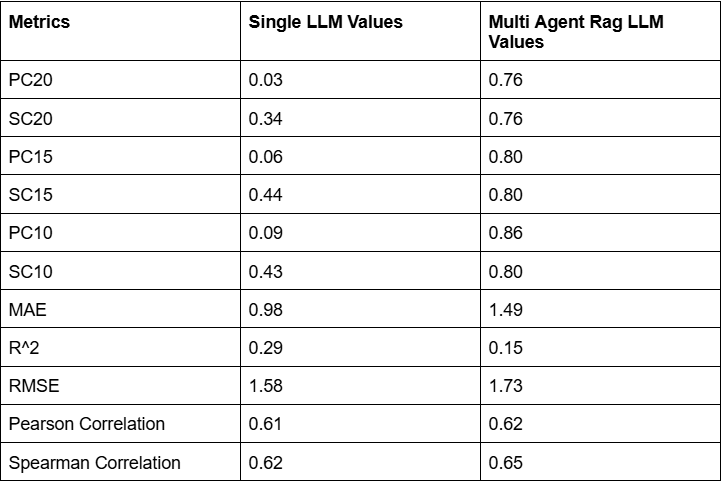 Metrics Single LLM Values Multi Agent Rag LLM
Values
PC20 0.03 0.76
SC20 0.34 0.76
PC15 0.06 0.80
SC15 0.44 0.80
PC10 0.09 0.86
SC10 0.43 0.80
MAE 0.98 1.49
R^2 0.29 0.15
RMSE 1.58 1.73
Pearson Correlation 0.61 0.62
Spearman Correlation 0.62 0.65